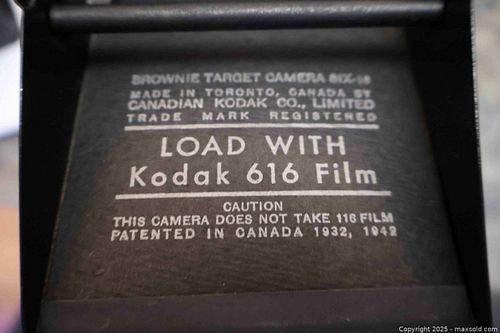 BROWNIE TARGET CAMERA SIX-16
MADE IN TORONTO, CANADA BY
CANADIAN KODAK CO., LIMITED
TRADE MARK REGISTERED
LOAD WITH
Kodak 616 Film
CAUTION
THIS CAMERA DOES NOT TAKE 116 FILM
PATENTED IN CANADA 1932, 1942
Copyright 2025 - maxsold.com